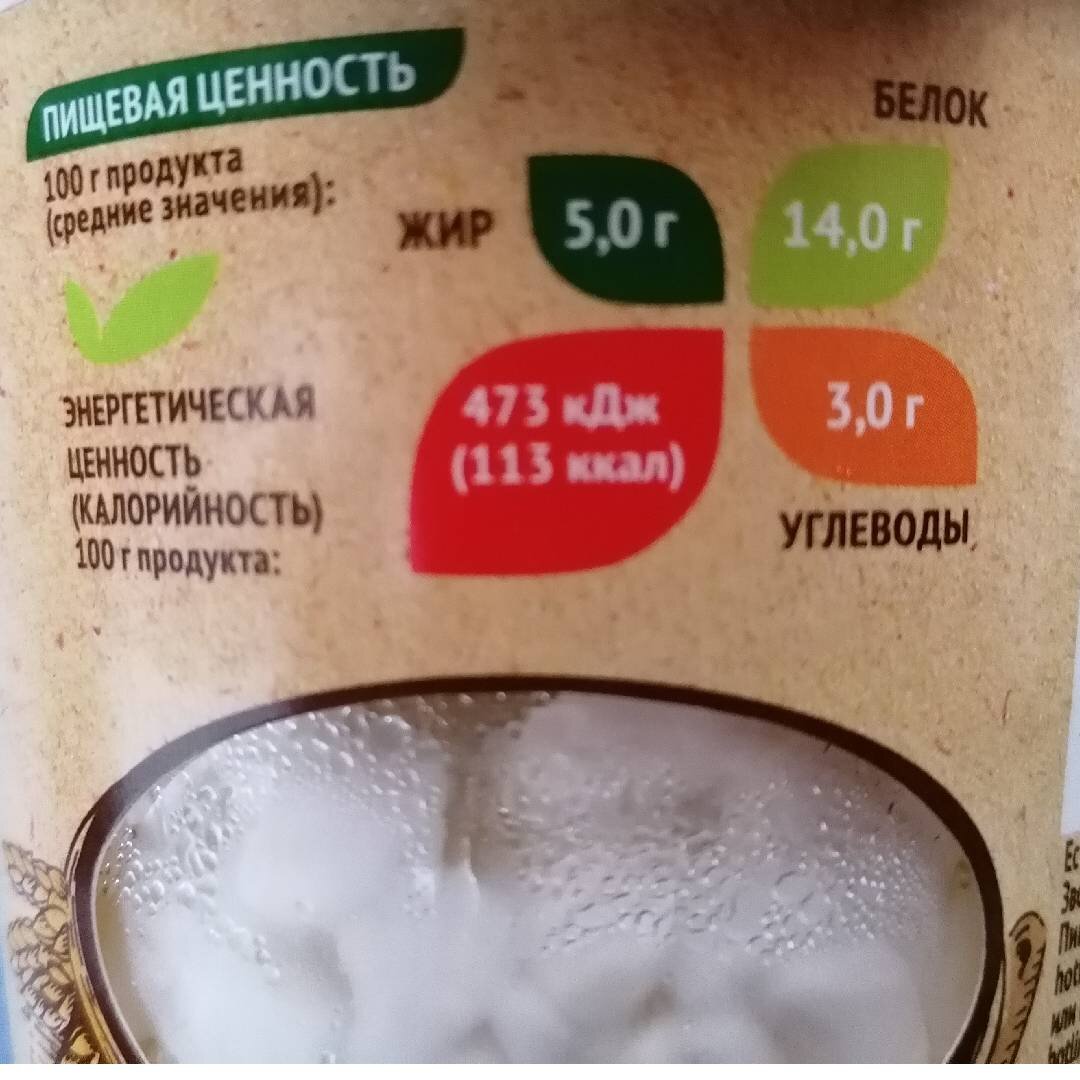 ПИЩЕВАЯ ЦЕННОСТЬ
100 г продукта
(средние значения):
ЖИР
5,0 г
БЕЛОК
14,0 г
ЭНЕРГЕТИЧЕСКАЯ
ЦЕННОСТЬ
(КАЛОРИЙНОСТЬ)
100 г продукта:
473 кДж
(113 ккал)
3,0 г
УГЛЕВОДЫ
или